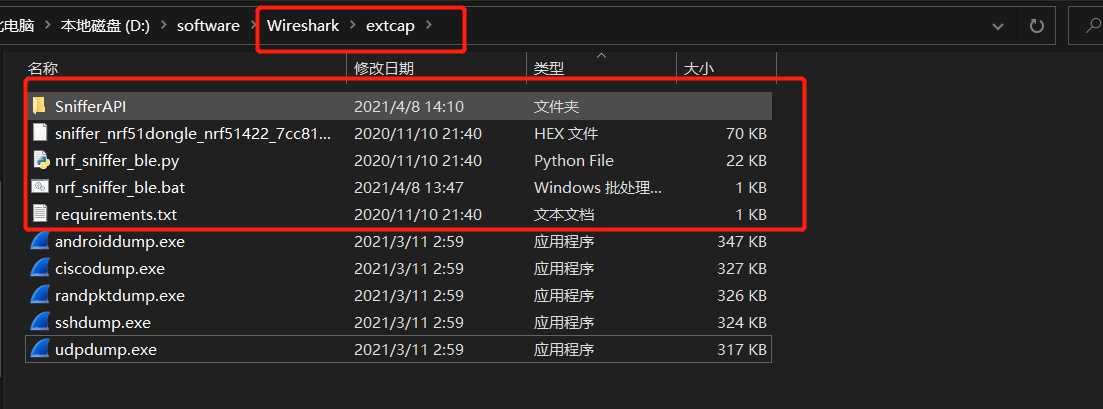 电脑 本地磁盘 (D:) software Wireshark extcap
名称 修改日期 类型 大小
SnifferAPI 2021/4/8 14:10 文件夹
sniffer_nrf51dongle_nrf51422_7cc81... 2020/11/10 21:40 HEX 文件 70 KB
nrf_sniffer_ble.py 2020/11/10 21:40 Python File 22 KB
nrf_sniffer_ble.bat 2021/4/8 13:47 Windows 批处理... 1 KB
requirements.txt 2020/11/10 21:40 文本文档 1 KB
androiddump.exe 2021/3/11 2:59 应用程序 347 KB
ciscodump.exe 2021/3/11 2:59 应用程序 327 KB
randpktdump.exe 2021/3/11 2:59 应用程序 326 KB
sshdump.exe 2021/3/11 2:59 应用程序 324 KB
udpdump.exe 2021/3/11 2:59 应用程序 317 KB